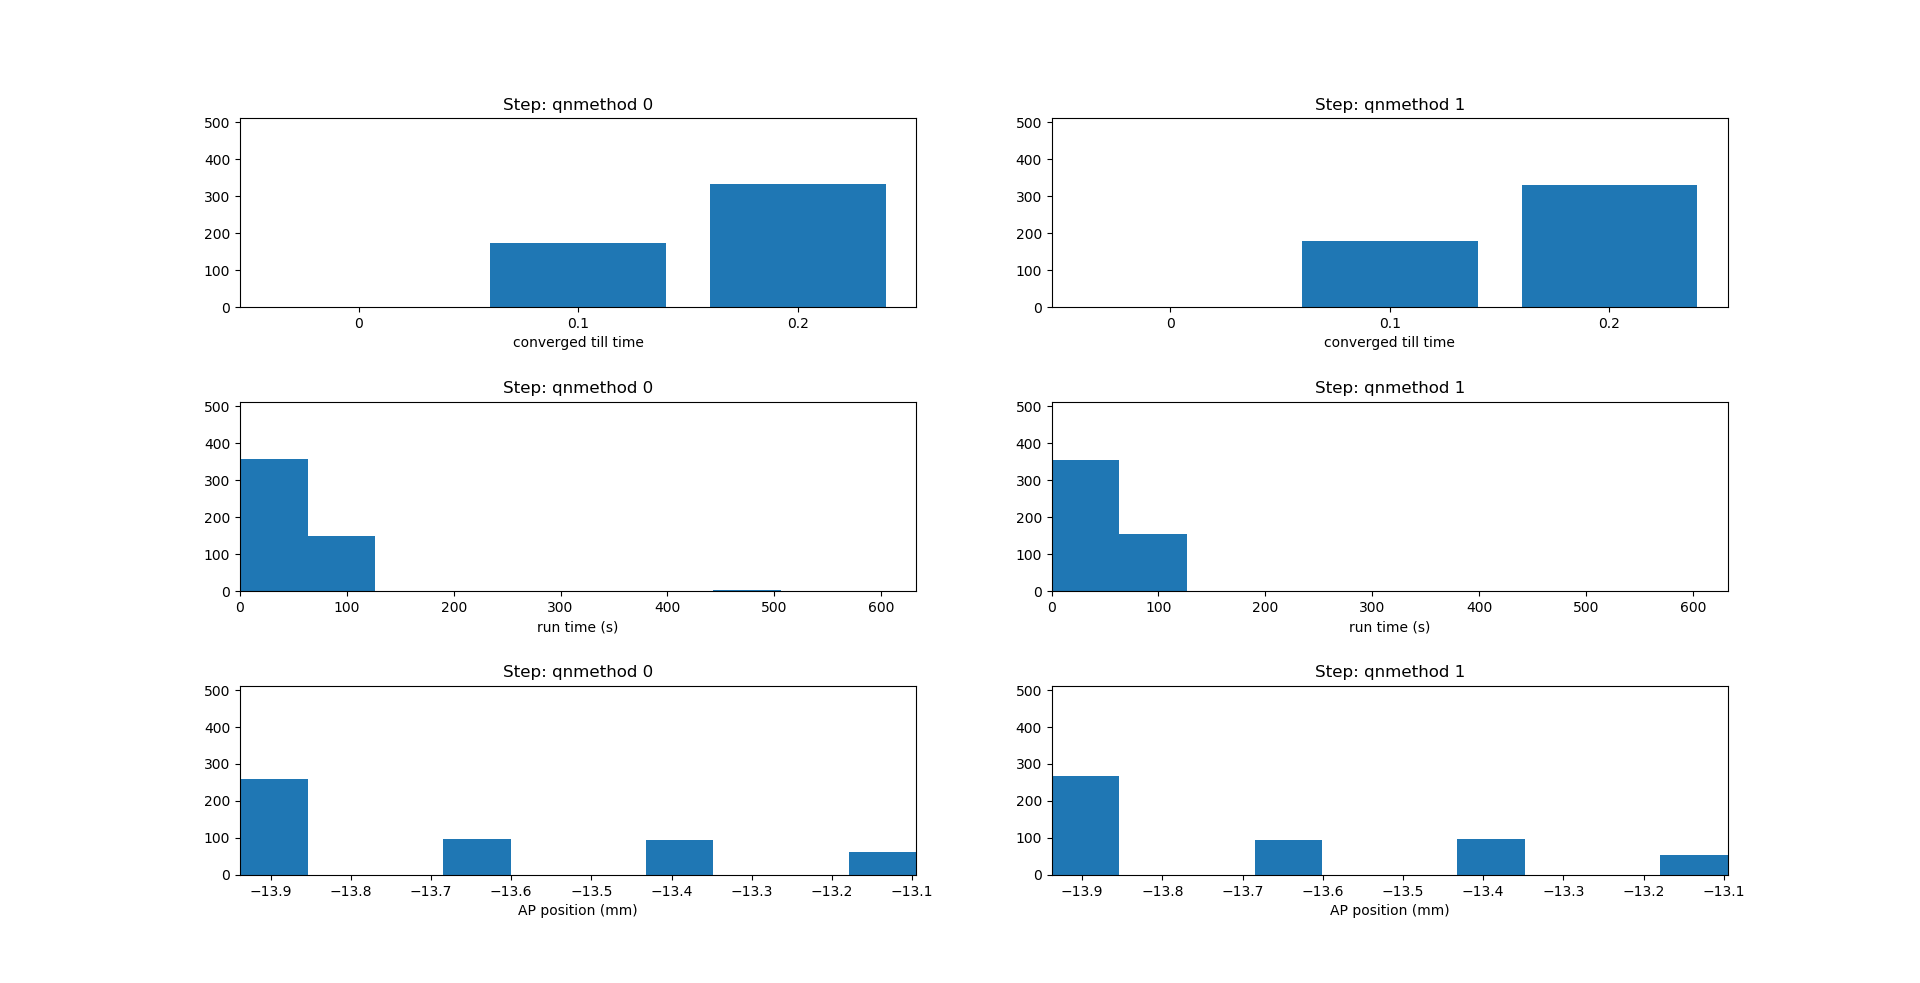 Step: qnmethod 0
500
400
300
200
100
0
0 0.1 0.2
converged till time
Step: qnmethod 1
500
400
300
200
100
0
0 0.1 0.2
converged till time
Step: qnmethod 0
500
400
300
200
100
0
0 100 200 300 400 500 600
run time (s)
Step: qnmethod 1
500
400
300
200
100
0
0 100 200 300 400 500 600
run time (s)
Step: qnmethod 0
500
400
300
200
100
0
−13.9 −13.8 −13.7 −13.6 −13.5 −13.4 −13.3 −13.2 −13.1
AP position (mm)
Step: qnmethod 1
500
400
300
200
100
0
−13.9 −13.8 −13.7 −13.6 −13.5 −13.4 −13.3 −13.2 −13.1
AP position (mm)